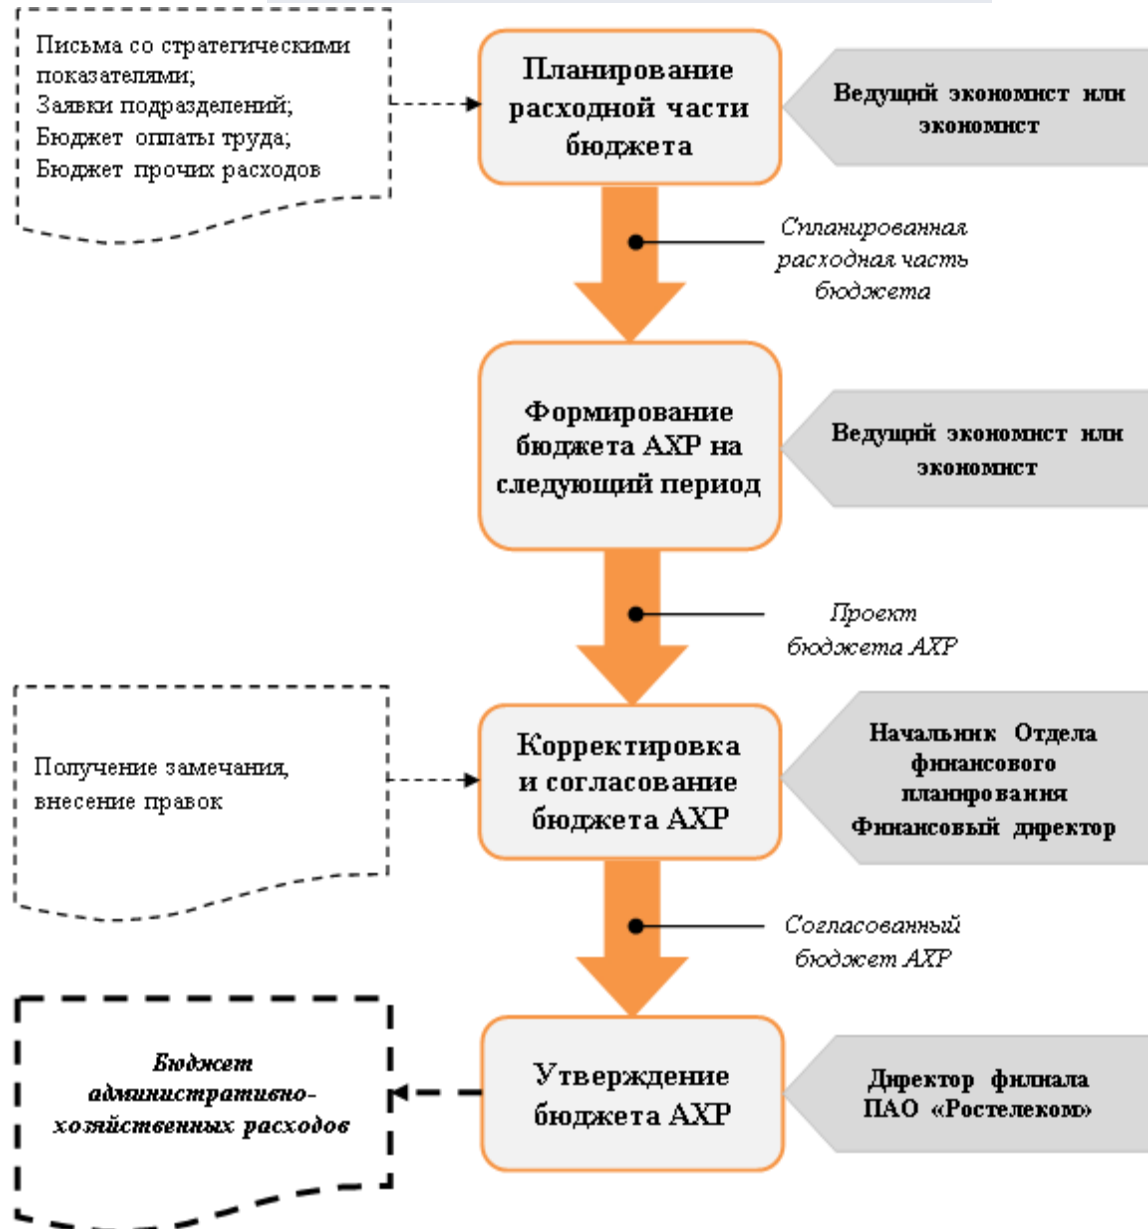 Письма со стратегическими
показателями;
Заявки подразделений;
Бюджет оплаты труда;
Бюджет прочих расходов
Планирование
расходной части
бюджета
Ведущий экономист или
экономист
Спланированная
расходная часть
бюджета
Формирование
бюджета АХР на
следующий период
Ведущий экономист или
экономист
Проект
бюджета АХР
Получение замечания,
внесение правок
Корректировка
и согласование
бюджета АХР
Начальник Отдела
финансового
планирования
Финансовый директор
Согласованный
бюджет АХР
Бюджет
административно-
хозяйственных расходов
Утверждение
бюджета АХР
Директор филиала
ПАО «Ростелеком»